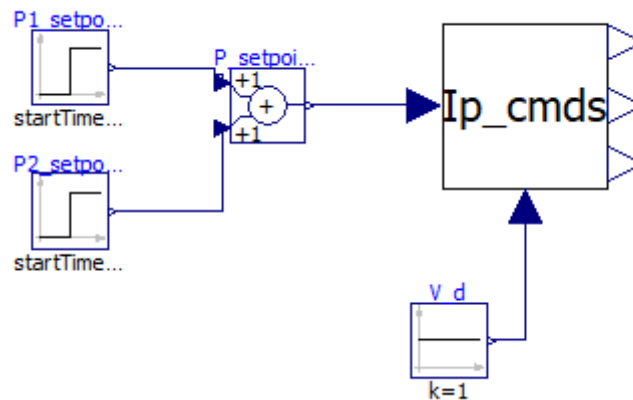 P1_setpo...
startTime...
P_setpoi...
+1
+
+1
Ip_cmds
P2_setpo...
startTime...
V_d
k=1